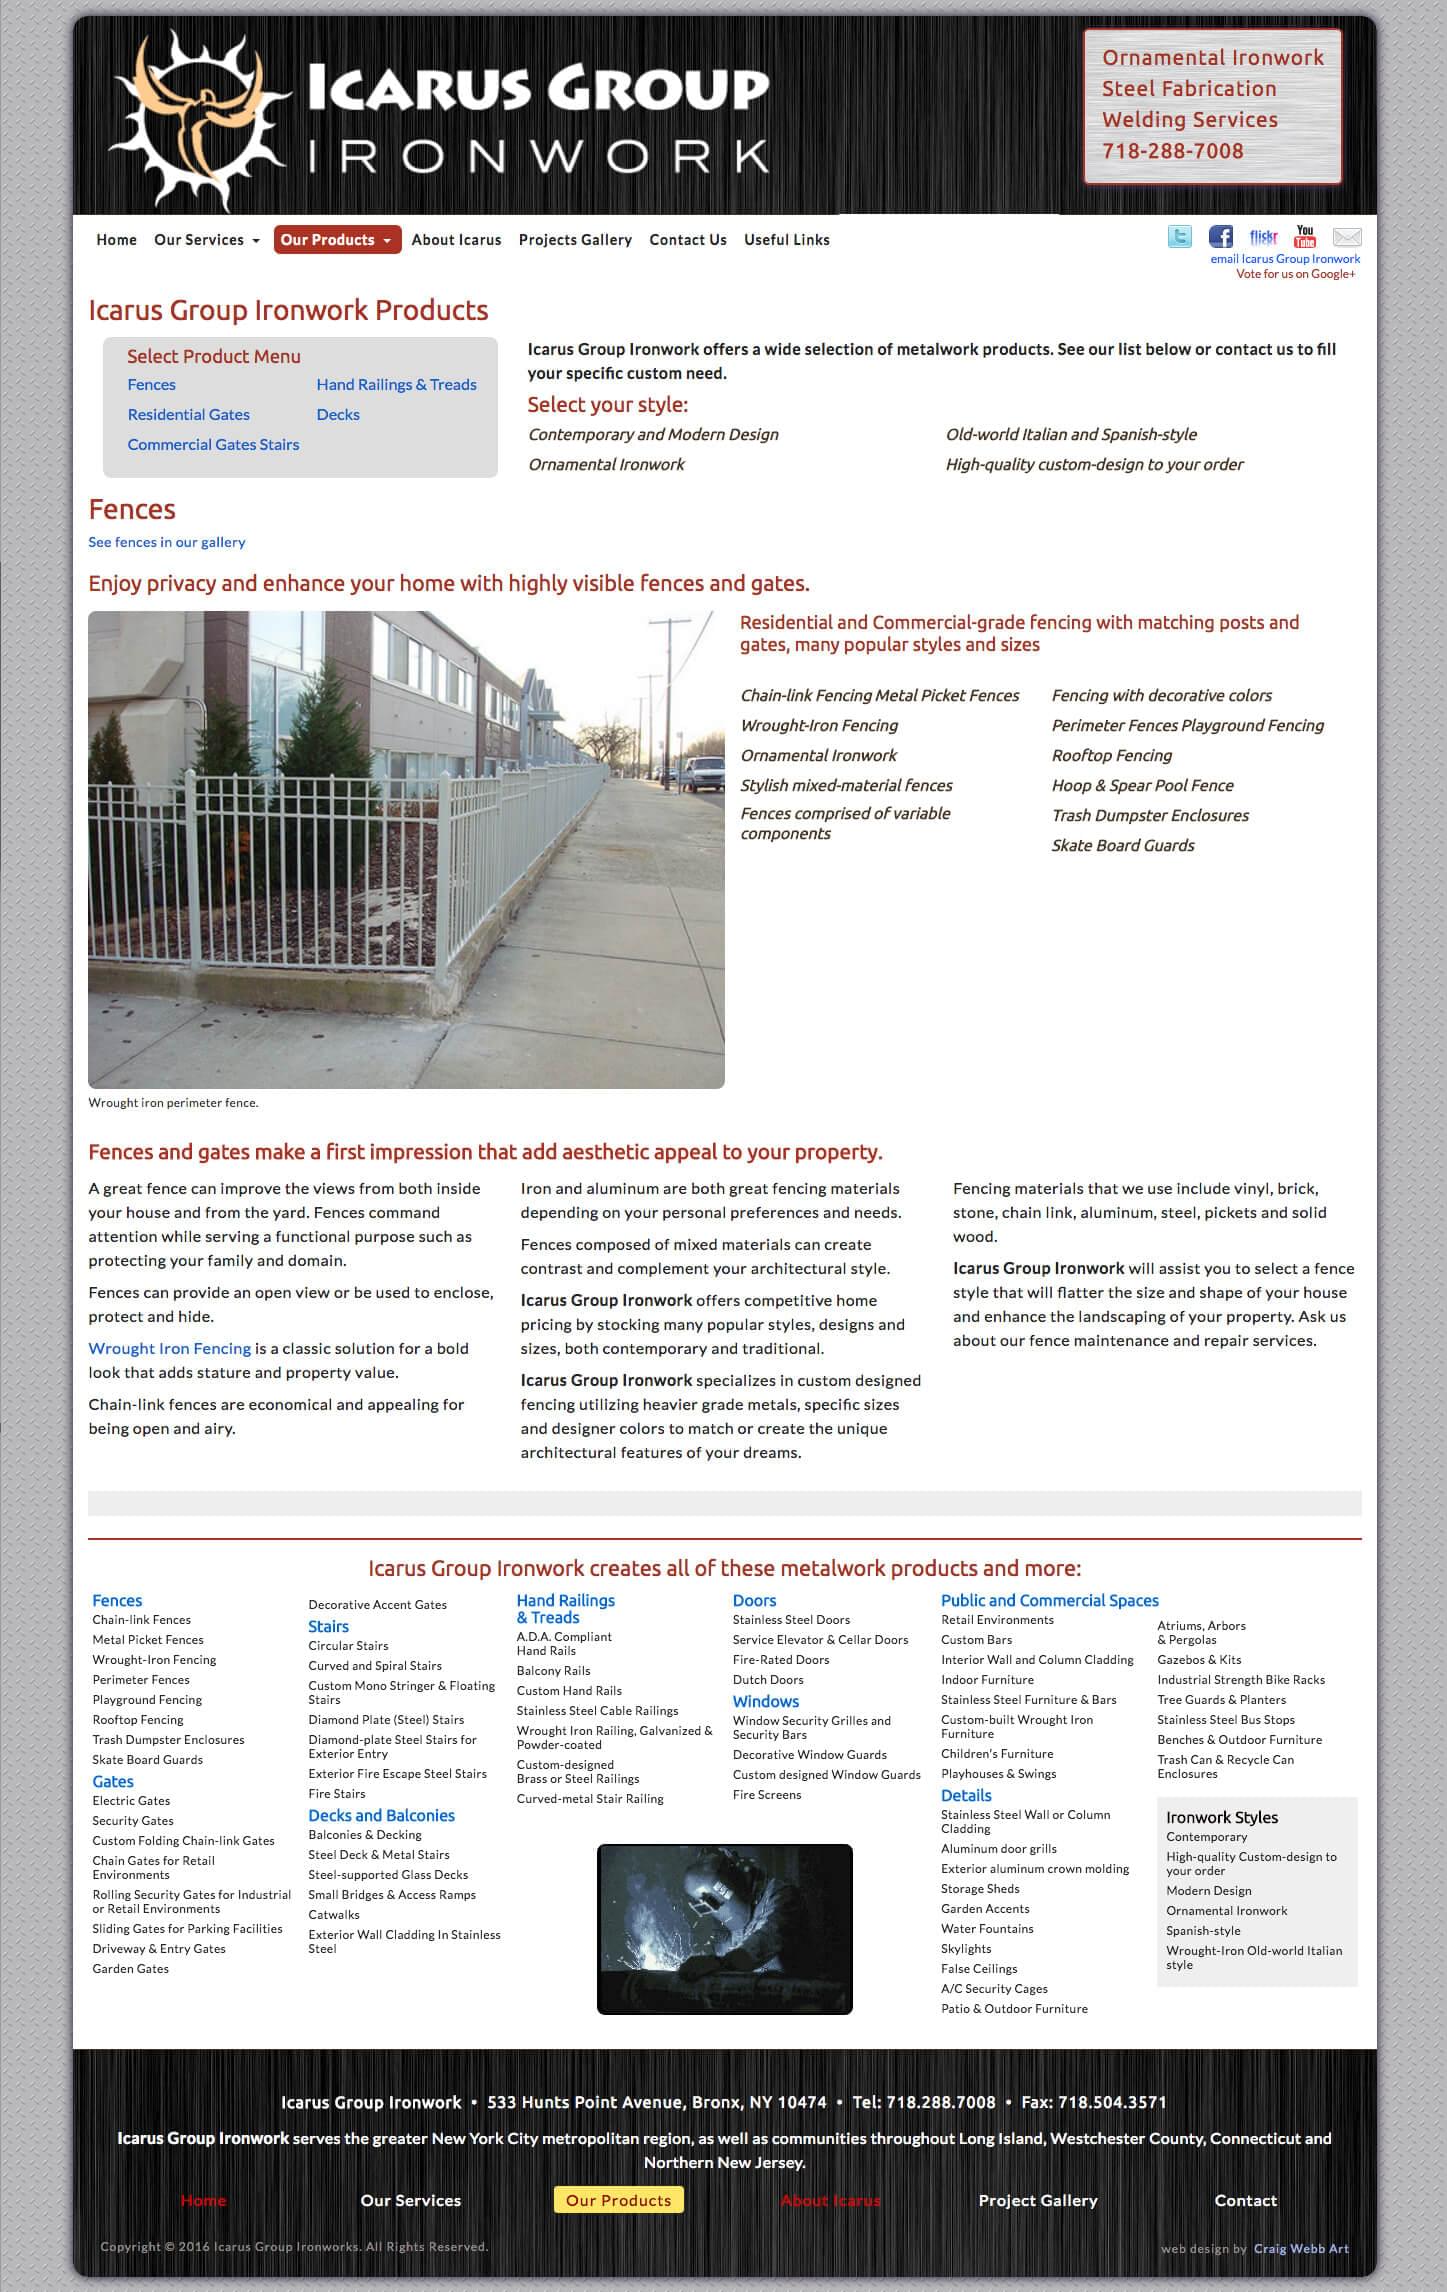 ICARUS GROUP
IRONWORK
Ornamental Ironwork
Steel Fabrication
Welding Services
718-288-7008
Home Our Services Our Products About Icarus Projects Gallery Contact Us Useful Links
flickr
You
Tube
email Icarus Group Ironwork
Vote for us on Google+
Icarus Group Ironwork Products
Select Product Menu
Fences
Residential Gates
Commercial Gates Stairs
Hand Railings & Treads
Decks
Icarus Group Ironwork offers a wide selection of metalwork products. See our list below or contact us to fill
your specific custom need.
Select your style:
Contemporary and Modern Design
Ornamental Ironwork
Old-world Italian and Spanish-style
High-quality custom-design to your order
Fences
See fences in our gallery
Enjoy privacy and enhance your home with highly visible fences and gates.
Residential and Commercial-grade fencing with matching posts and
gates, many popular styles and sizes
Chain-link Fencing Metal Picket Fences
Wrought-Iron Fencing
Ornamental Ironwork
Stylish mixed-material fences
Fences comprised of variable
components
Fencing with decorative colors
Perimeter Fences Playground Fencing
Rooftop Fencing
Hoop & Spear Pool Fence
Trash Dumpster Enclosures
Skate Board Guards
Wrought iron perimeter fence.
Fences and gates make a first impression that add aesthetic appeal to your property.
A great fence can improve the views from both inside
your house and from the yard. Fences command
attention while serving a functional purpose such as
protecting your family and domain.
Fences can provide an open view or be used to enclose,
protect and hide.
Wrought Iron Fencing is a classic solution for a bold
look that adds stature and property value.
Chain-link fences are economical and appealing for
being open and airy.
Iron and aluminum are both great fencing materials
depending on your personal preferences and needs.
Fences composed of mixed materials can create
contrast and complement your architectural style.
Icarus Group Ironwork offers competitive home
pricing by stocking many popular styles, designs and
sizes, both contemporary and traditional.
Icarus Group Ironwork specializes in custom designed
fencing utilizing heavier grade metals, specific sizes
and designer colors to match or create the unique
architectural features of your dreams.
Fencing materials that we use include vinyl, brick,
stone, chain link, aluminum, steel, pickets and solid
wood.
Icarus Group Ironwork will assist you to select a fence
style that will flatter the size and shape of your house
and enhance the landscaping of your property. Ask us
about our fence maintenance and repair services.
Icarus Group Ironwork creates all of these metalwork products and more:
Fences
Chain-link Fences
Metal Picket Fences
Wrought-Iron Fencing
Perimeter Fences
Playground Fencing
Rooftop Fencing
Trash Dumpster Enclosures
Skate Board Guards
Gates
Electric Gates
Security Gates
Custom Folding Chain-link Gates
Chain Gates for Retail
Environments
Rolling Security Gates for Industrial
or Retail Environments
Sliding Gates for Parking Facilities
Driveway & Entry Gates
Garden Gates
Decorative Accent Gates
Stairs
Circular Stairs
Curved and Spiral Stairs
Custom Mono Stringer & Floating
Stairs
Diamond Plate (Steel) Stairs
Diamond-plate Steel Stairs for
Exterior Entry
Exterior Fire Escape Steel Stairs
Fire Stairs
Decks and Balconies
Balconies & Decking
Steel Deck & Metal Stairs
Steel-supported Glass Decks
Small Bridges & Access Ramps
Catwalks
Exterior Wall Cladding In Stainless
Steel
Hand Railings
& Treads
A.D.A. Compliant
Hand Rails
Balcony Rails
Custom Hand Rails
Stainless Steel Cable Railings
Wrought Iron Railing, Galvanized &
Powder-coated
Custom-designed
Brass or Steel Railings
Curved-metal Stair Railing
Doors
Stainless Steel Doors
Service Elevator & Cellar Doors
Fire-Rated Doors
Dutch Doors
Windows
Window Security Grilles and
Security Bars
Decorative Window Guards
Custom designed Window Guards
Fire Screens
Public and Commercial Spaces
Retail Environments
Custom Bars
Interior Wall and Column Cladding
Indoor Furniture
Stainless Steel Furniture & Bars
Custom-built Wrought Iron
Furniture
Children's Furniture
Playhouses & Swings
Details
Stainless Steel Wall or Column
Cladding
Aluminum door grills
Exterior aluminum crown molding
Storage Sheds
Garden Accents
Water Fountains
Skylights
False Ceilings
A/C Security Cages
Patio & Outdoor Furniture
Atriums, Arbors
& Pergolas
Gazebos & Kits
Industrial Strength Bike Racks
Tree Guards & Planters
Stainless Steel Bus Stops
Benches & Outdoor Furniture
Trash Can & Recycle Can
Enclosures
Ironwork Styles
Contemporary
High-quality Custom-design to
your order
Modern Design
Ornamental Ironwork
Spanish-style
Wrought-Iron Old-world Italian
style
Icarus Group Ironwork • 533 Hunts Point Avenue, Bronx, NY 10474 • Tel: 718.288.7008 • Fax: 718.504.3571
Icarus Group Ironwork serves the greater New York City metropolitan region, as well as communities throughout Long Island, Westchester County, Connecticut and
Northern New Jersey.
Home Our Services Our Products About Icarus Project Gallery Contact
Copyright © 2016 Icarus Group Ironworks. All Rights Reserved.
web design by Craig Webb Art